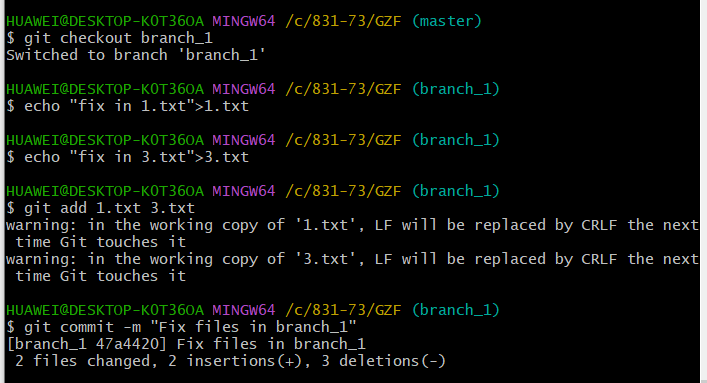 HUAWEI@DESKTOP-KOT36OA MINGW64 /c/831-73/GZF (master)
$ git checkout branch_1
Switched to branch 'branch_1'
HUAWEI@DESKTOP-KOT36OA MINGW64 /c/831-73/GZF (branch_1)
$ echo "fix in 1.txt">1.txt
HUAWEI@DESKTOP-KOT36OA MINGW64 /c/831-73/GZF (branch_1)
$ echo "fix in 3.txt">3.txt
HUAWEI@DESKTOP-KOT36OA MINGW64 /c/831-73/GZF (branch_1)
$ git add 1.txt 3.txt
warning: in the working copy of '1.txt', LF will be replaced by CRLF the next
 time Git touches it
warning: in the working copy of '3.txt', LF will be replaced by CRLF the next
 time Git touches it
HUAWEI@DESKTOP-KOT36OA MINGW64 /c/831-73/GZF (branch_1)
$ git commit -m "Fix files in branch_1"
[branch_1 47a4420] Fix files in branch_1
 2 files changed, 2 insertions(+), 3 deletions(-)